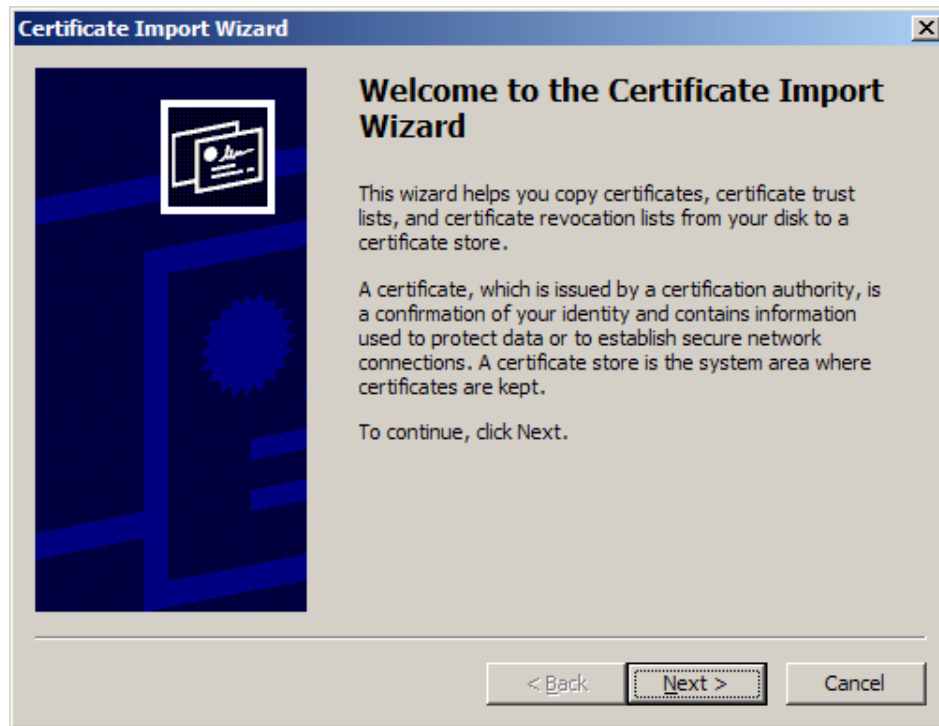 Certificate Import Wizard
Welcome to the Certificate Import
Wizard
This wizard helps you copy certificates, certificate trust
lists, and certificate revocation lists from your disk to a
certificate store.
A certificate, which is issued by a certification authority, is
a confirmation of your identity and contains information
used to protect data or to establish secure network
connections. A certificate store is the system area where
certificates are kept.
To continue, click Next.
< Back
Next >
Cancel